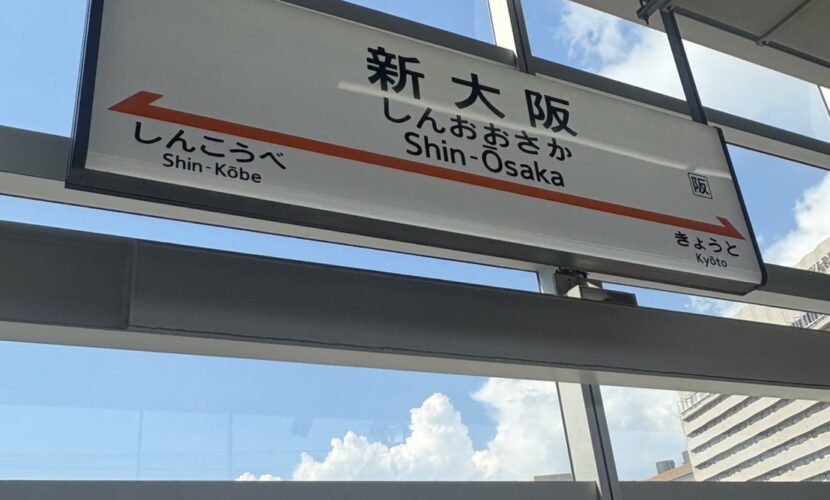 新大阪
しんおおさか
Shin-Ōsaka
阪
しんこうべ
Shin-Kōbe
きょうと
Kyōto